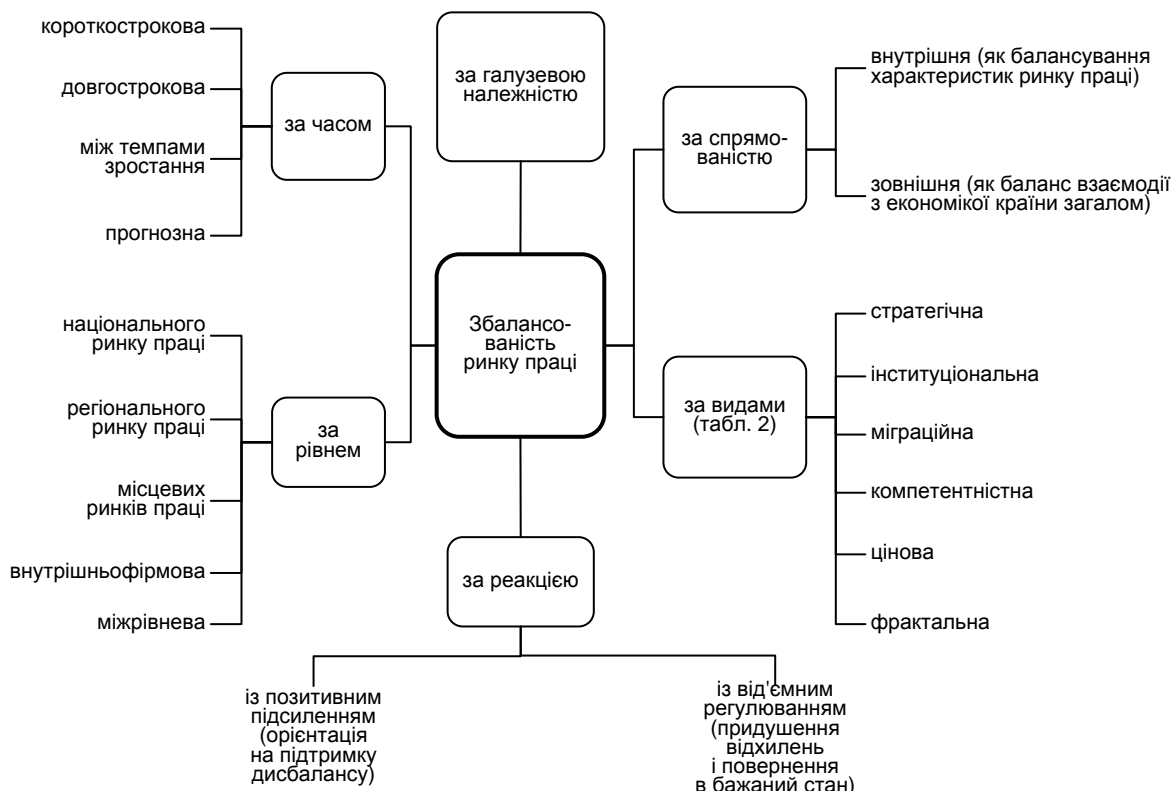 короткострокова
довгострокова
між темпами
зростання
прогнозна
за часом
національного
ринку праці
регіонального
ринку праці
місцевих
ринків праці
внутрішньофірмова
міжрівнева
за
рівнем
за галузевою
належністю
Збалансо-
ваність
ринку праці
за реакцією
із позитивним
підсиленням
(орієнтація
на підтримку
дисбалансу)
із від'ємним
регулюванням
(придушення
відхилень
і повернення
в бажаний стан)
за спрямо-
ваністю
внутрішня (як балансування
характеристик ринку праці)
зовнішня (як баланс взаємодії
з економікої країни загалом)
за видами
(табл. 2)
стратегічна
інституціональна
міграційна
компетентністна
цінова
фрактальна